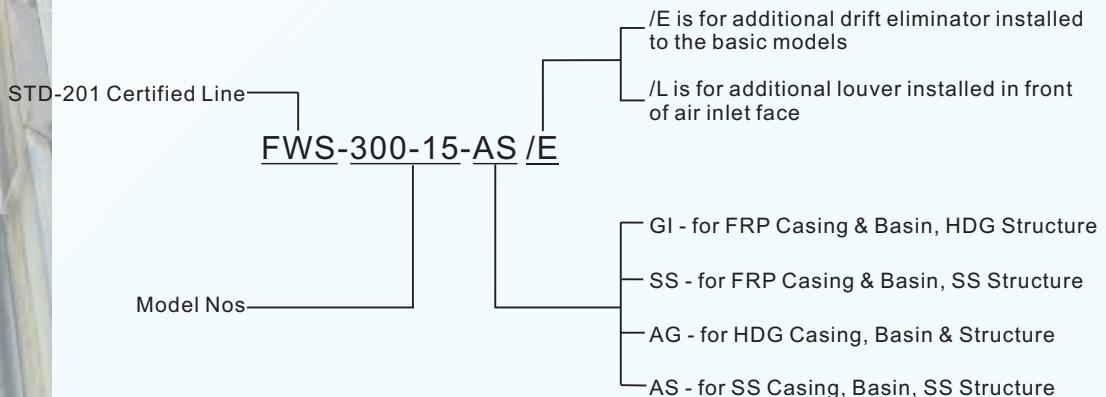 /E is for additional drift eliminator installed
to the basic models
STD-201 Certified Line
/L is for additional louver installed in front
of air inlet face
FWS-300-15-AS /E
GI - for FRP Casing & Basin, HDG Structure
SS - for FRP Casing & Basin, SS Structure
Model Nos
AG - for HDG Casing, Basin & Structure
AS - for SS Casing, Basin, SS Structure